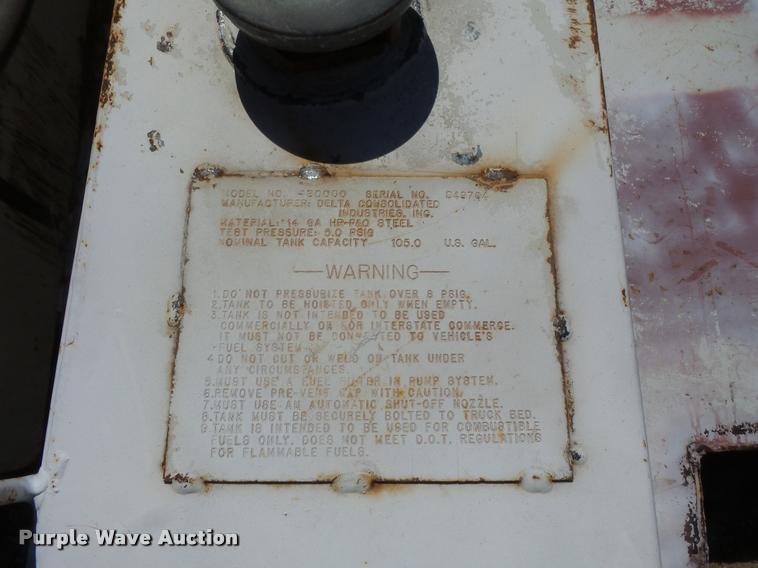 MODEL NO. SERIAL NO.
MANUFACTURER: DELTA CONSOLIDATED
INDUSTRIES, INC.
MATERIAL: 14 GA HR-P&O STEEL
TEST PRESSURE: 5.0 PSIG
NOMINAL TANK CAPACITY 105.0 U.S. GAL.
WARNING
1. DO NOT PRESSURIZE TANK OVER 8 PSIG.
2. TANK TO BE HOISTED ONLY WHEN EMPTY.
3. TANK IS NOT INTENDED TO BE USED
COMMERCIALLY OR FOR INTERSTATE COMMERCE.
IT MUST NOT BE CONNECTED TO VEHICLE'S
FUEL SYSTEM.
4. DO NOT CUT OR WELD ON TANK UNDER
ANY CIRCUMSTANCES.
5. MUST USE A FUEL FILTER IN PUMP SYSTEM.
6. REMOVE PRE-VENT CAP WITH CAUTION.
7. MUST USE AN AUTOMATIC SHUT-OFF NOZZLE.
8. TANK MUST BE SECURELY BOLTED TO TRUCK BED.
9. TANK IS INTENDED TO BE USED FOR COMBUSTIBLE
FUELS ONLY. DOES NOT MEET D.O.T. REGULATIONS
FOR FLAMMABLE FUELS.
Purple Wave Auction